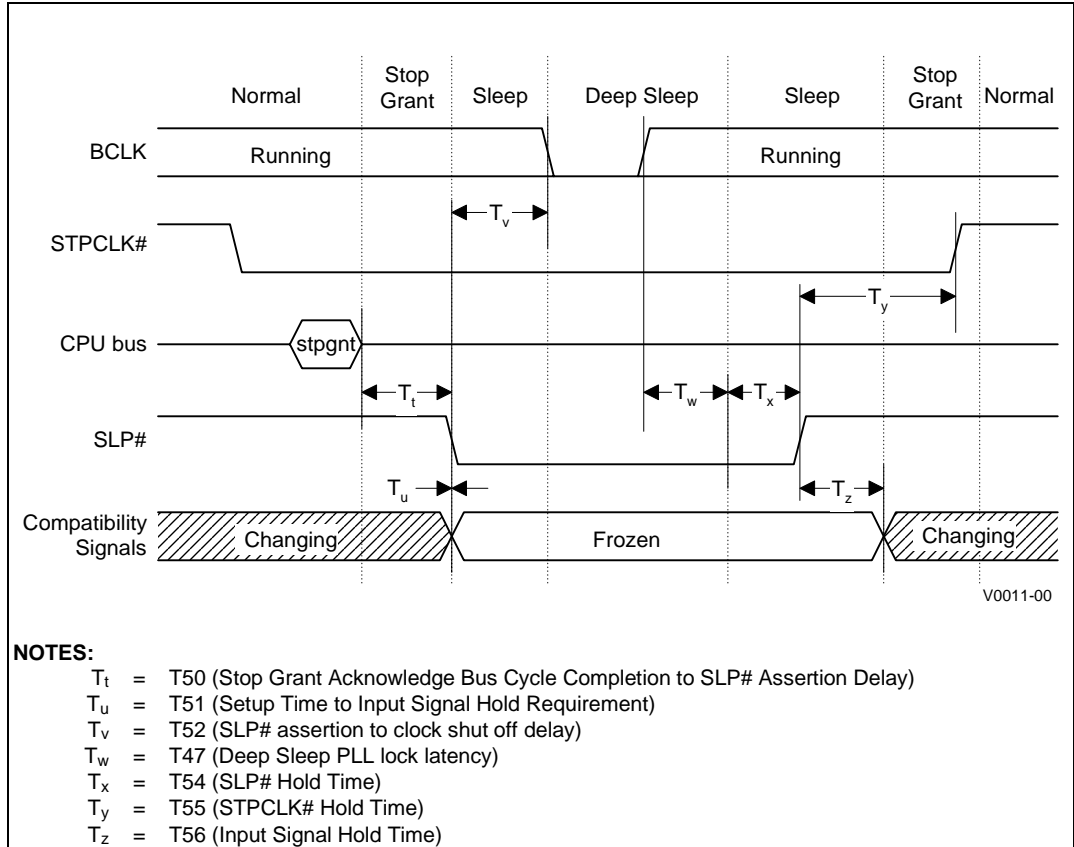 Normal Stop Grant Sleep Deep Sleep Sleep Stop Grant Normal
BCLK Running Running
Tv
STPCLK#
Ty
CPU bus stpgnt
Tt Tw Tx
SLP#
Tu Tz
Compatibility Signals Changing Frozen Changing
V0011-00
NOTES:
Tt = T50 (Stop Grant Acknowledge Bus Cycle Completion to SLP# Assertion Delay)
Tu = T51 (Setup Time to Input Signal Hold Requirement)
Tv = T52 (SLP# assertion to clock shut off delay)
Tw = T47 (Deep Sleep PLL lock latency)
Tx = T54 (SLP# Hold Time)
Ty = T55 (STPCLK# Hold Time)
Tz = T56 (Input Signal Hold Time)